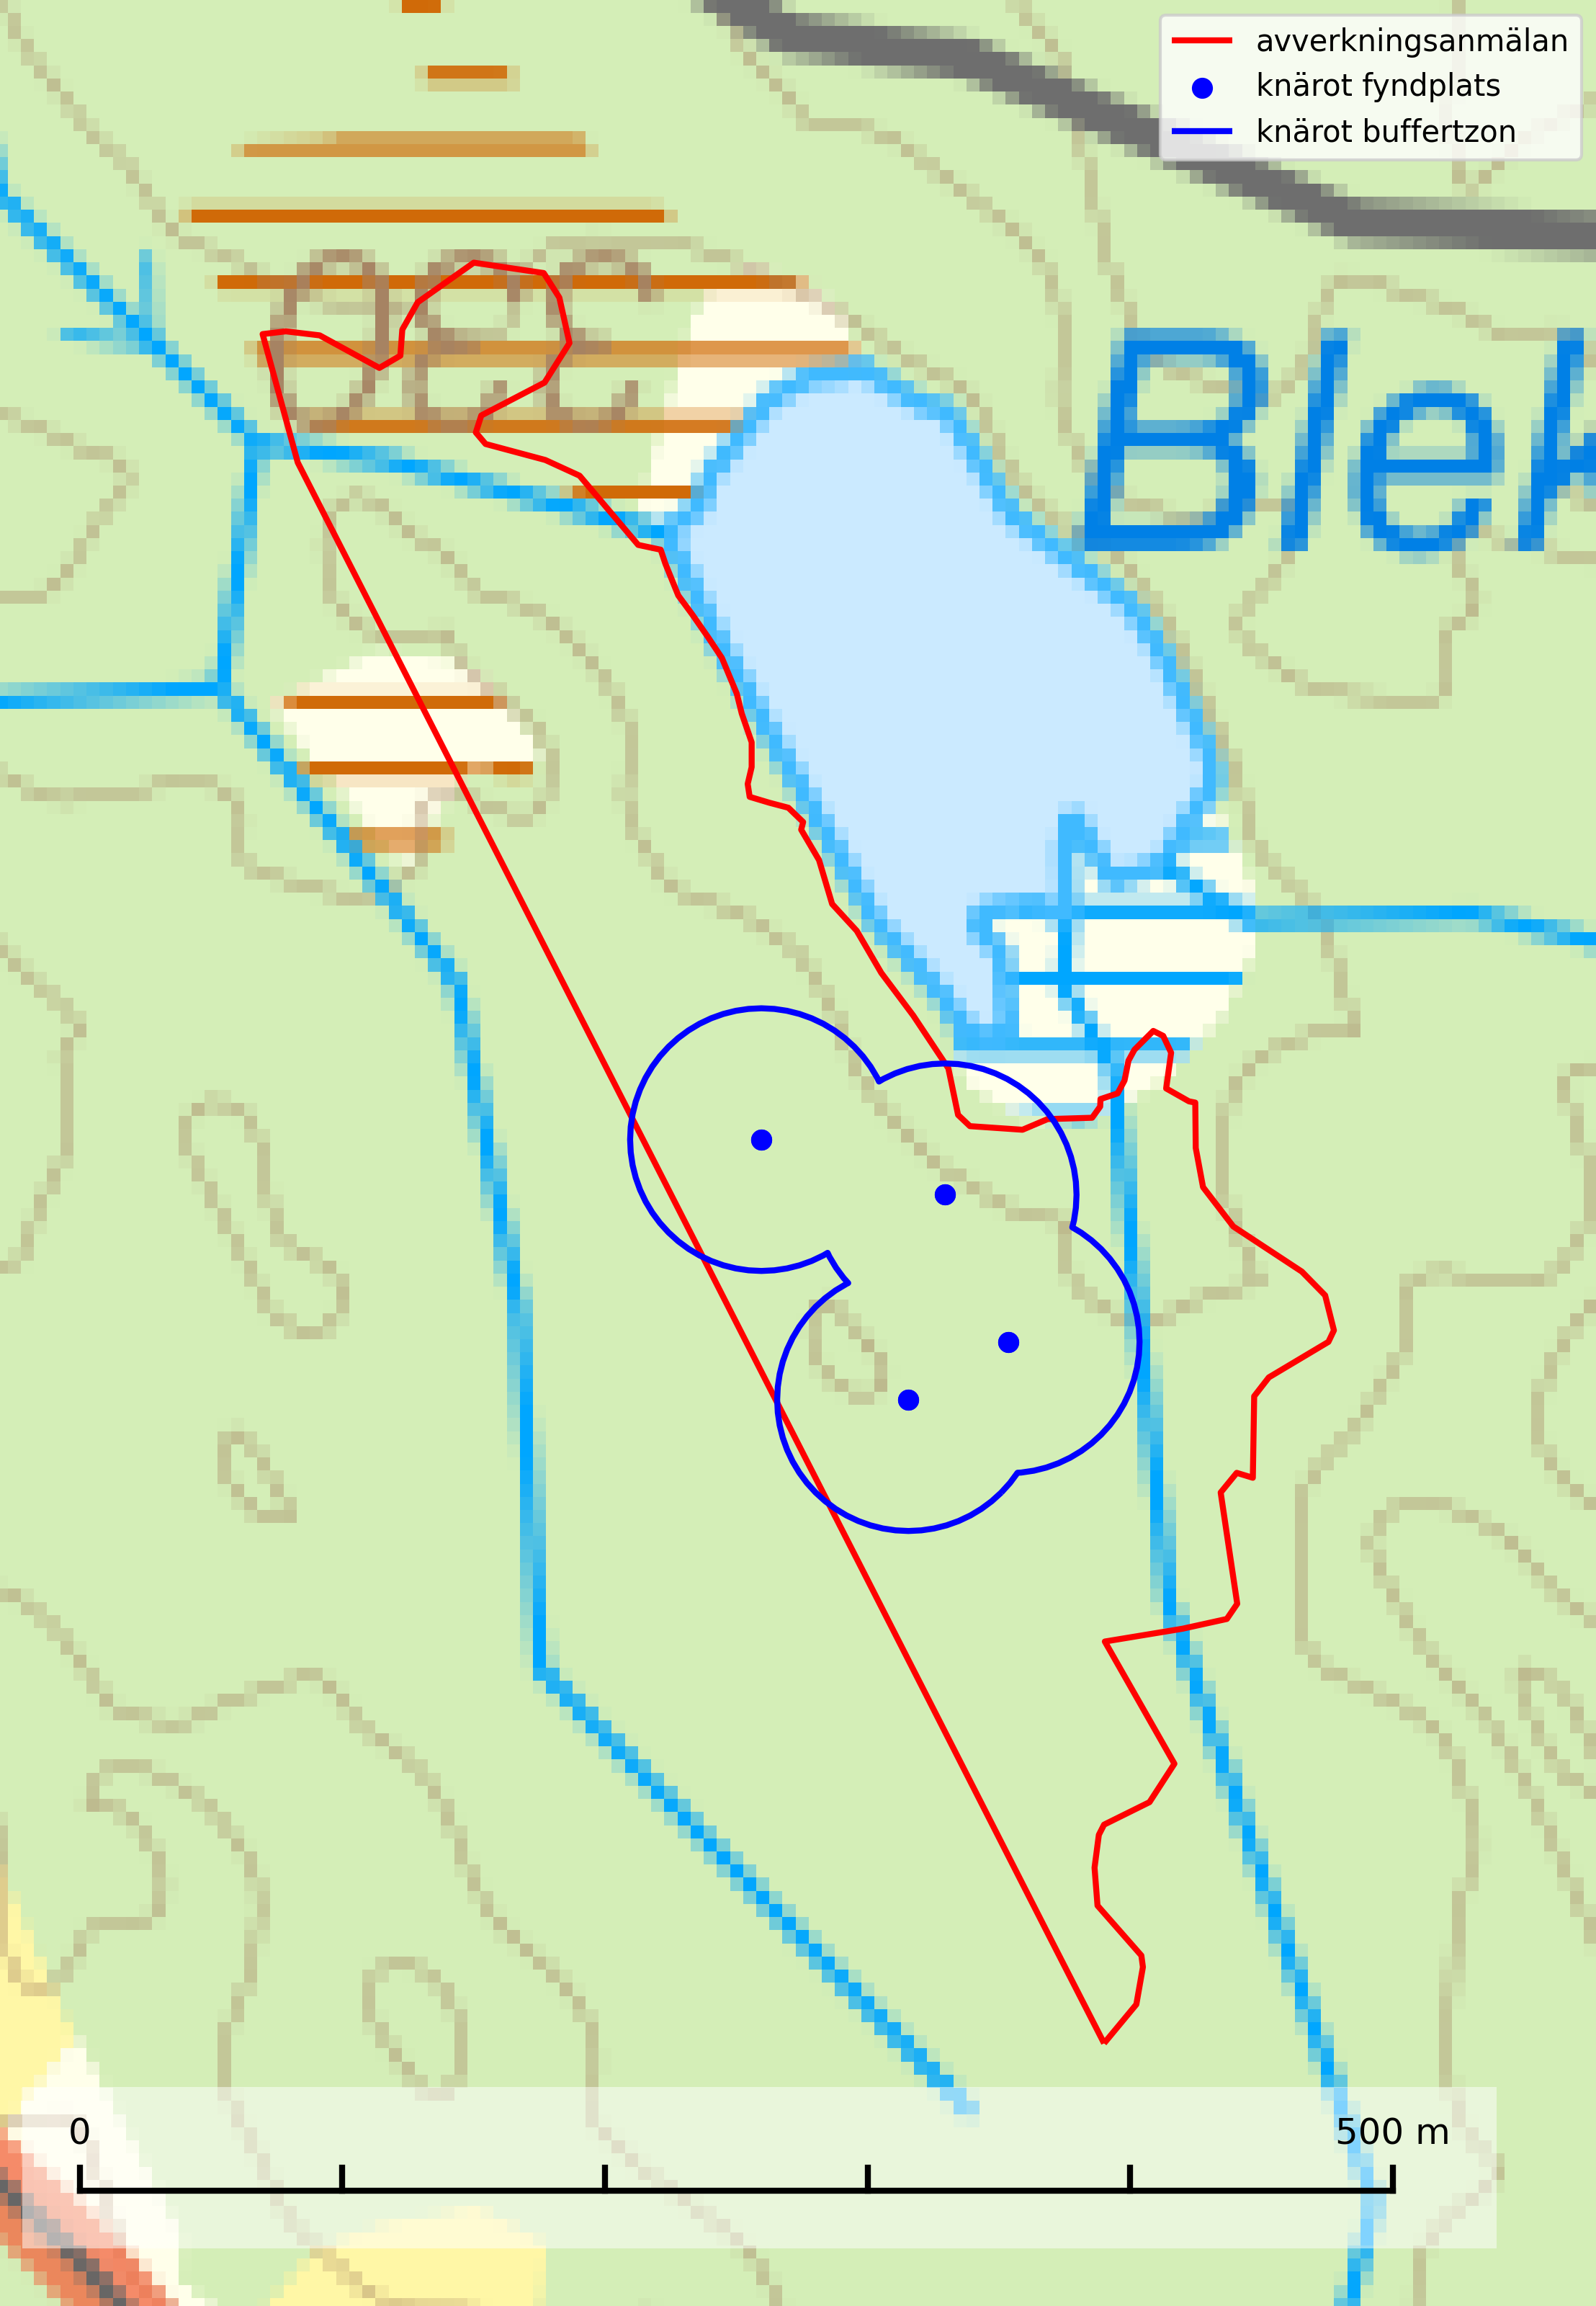 avverkningsanmälan
knärot fyndplats
knärot buffertzon
Blek
0
500 m